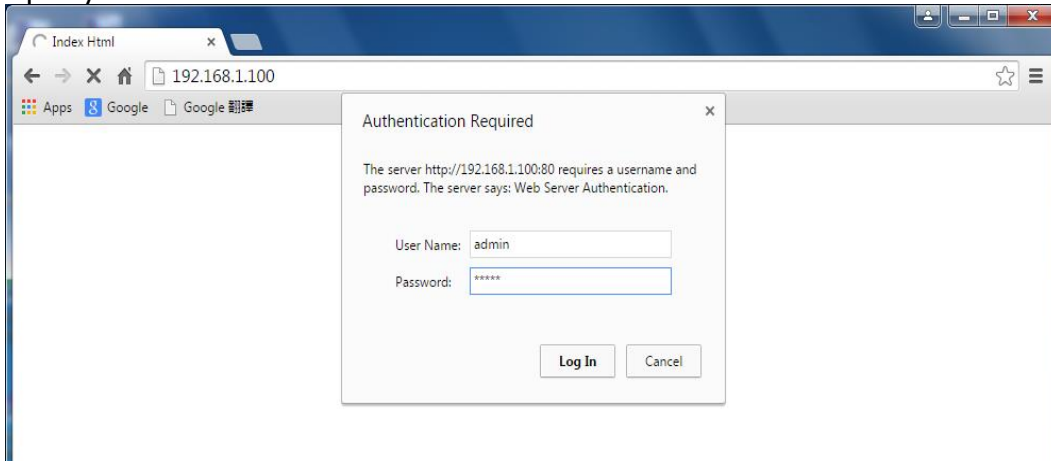 Index Html
192.168.1.100
Apps Google Google 翻譯
Authentication Required
The server http://192.168.1.100:80 requires a username and
password. The server says: Web Server Authentication.
User Name: admin
Password: *****
Log In Cancel